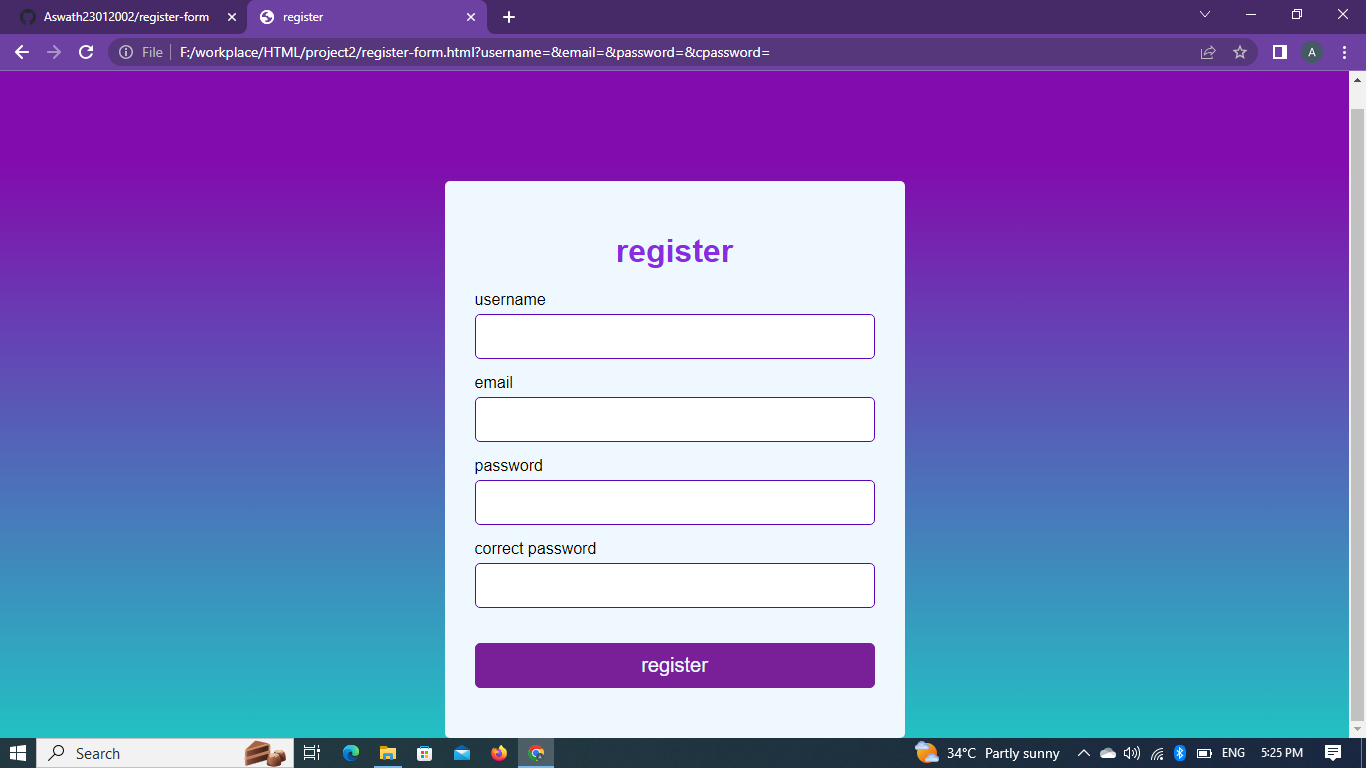 Aswath23012002/register-form
register
File
F:/workplace/HTML/project2/register-form.html?username=&email=&password=&cpassword=
A
register
username
email
password
correct password
register
Search
34°C Partly sunny
ENG
5:25 PM